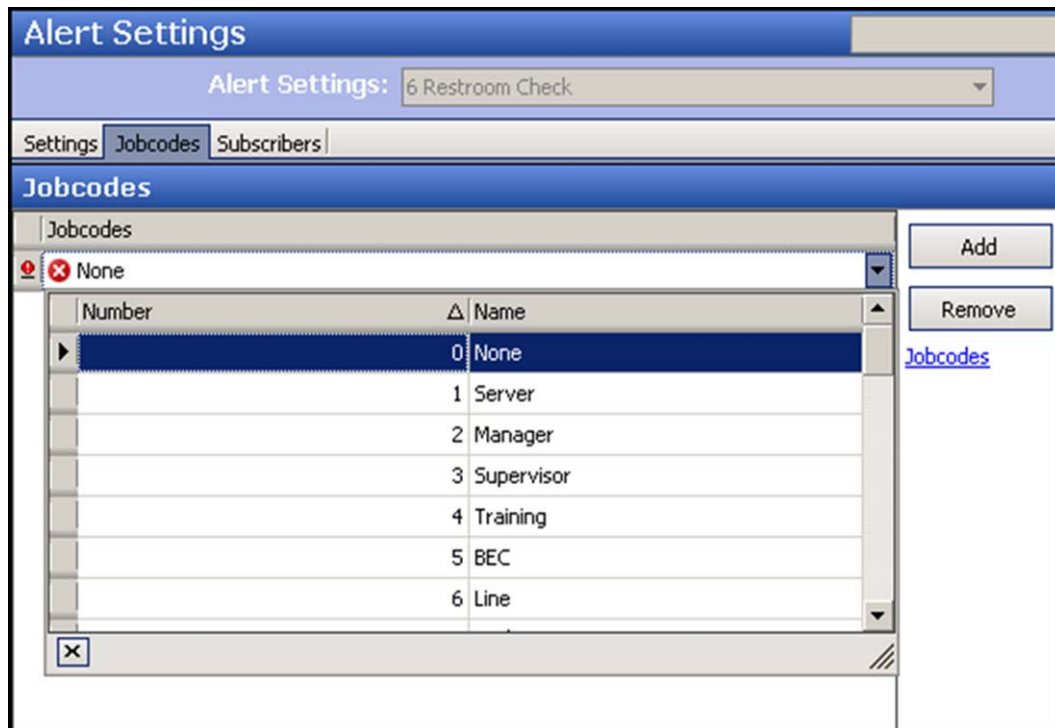 Alert Settings
Alert Settings: 6 Restroom Check
Settings Jobcodes Subscribers
Jobcodes
Jobcodes
Add
None
Number Name
Remove
0 None
Jobcodes
1 Server
2 Manager
3 Supervisor
4 Training
5 BEC
6 Line